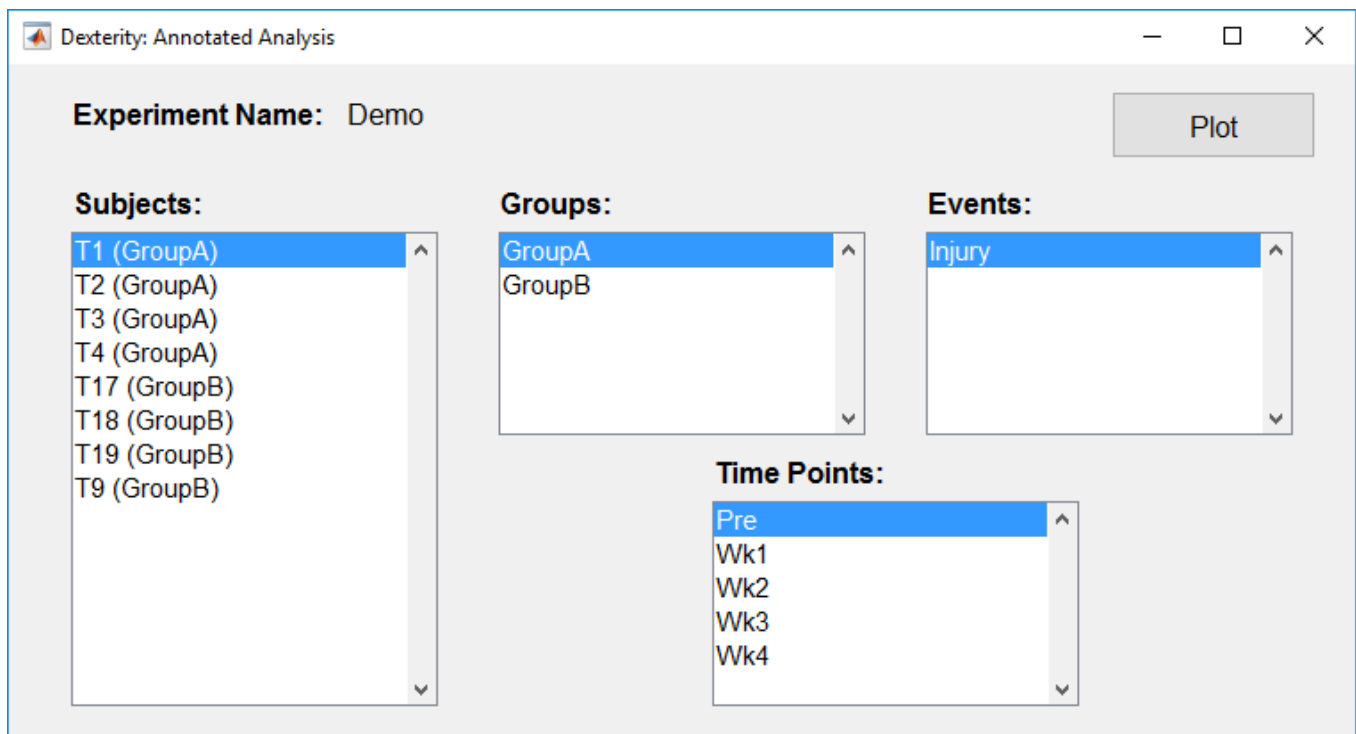 Dexterity: Annotated Analysis
Experiment Name: Demo
Plot
Subjects:
T1 (GroupA)
T2 (GroupA)
T3 (GroupA)
T4 (GroupA)
T17 (GroupB)
T18 (GroupB)
T19 (GroupB)
T9 (GroupB)
Groups:
GroupA
GroupB
Events:
Injury
Time Points:
Pre
Wk1
Wk2
Wk3
Wk4